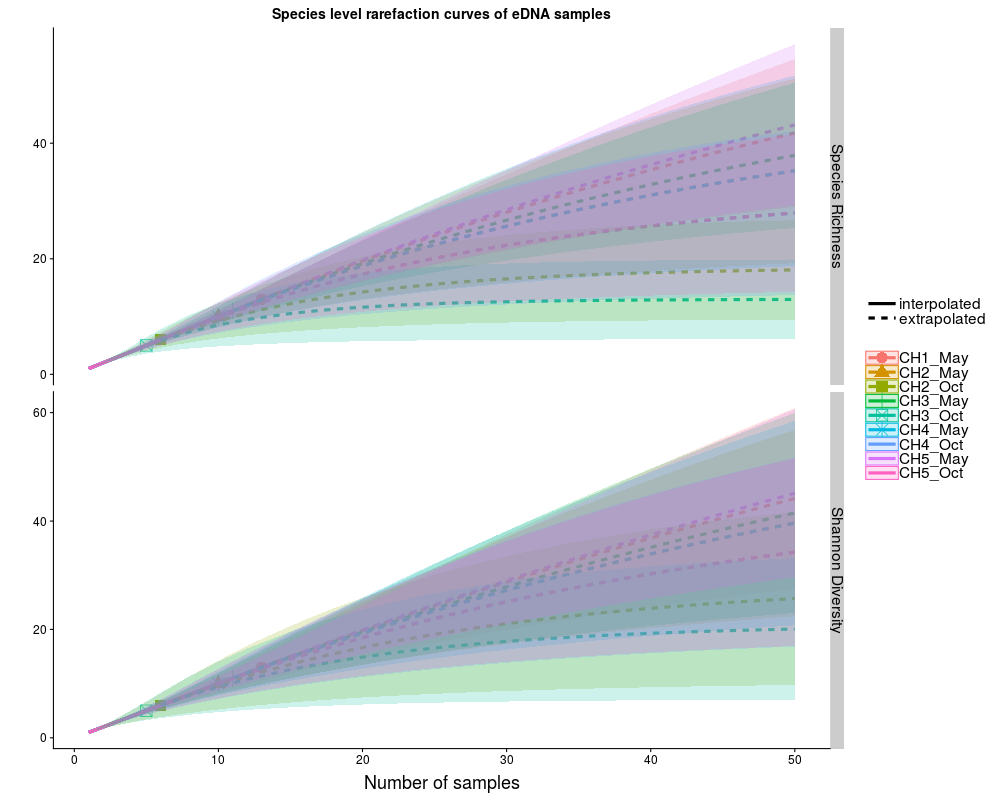 Species level rarefaction curves of eDNA samples
40
20
0
Species Richness
60
40
20
0
Shannon Diversity
0 10 20 30 40 50
Number of samples
interpolated
extrapolated
CH1_May
CH2_May
CH2_Oct
CH3_May
CH3_Oct
CH4_May
CH4_Oct
CH5_May
CH5_Oct